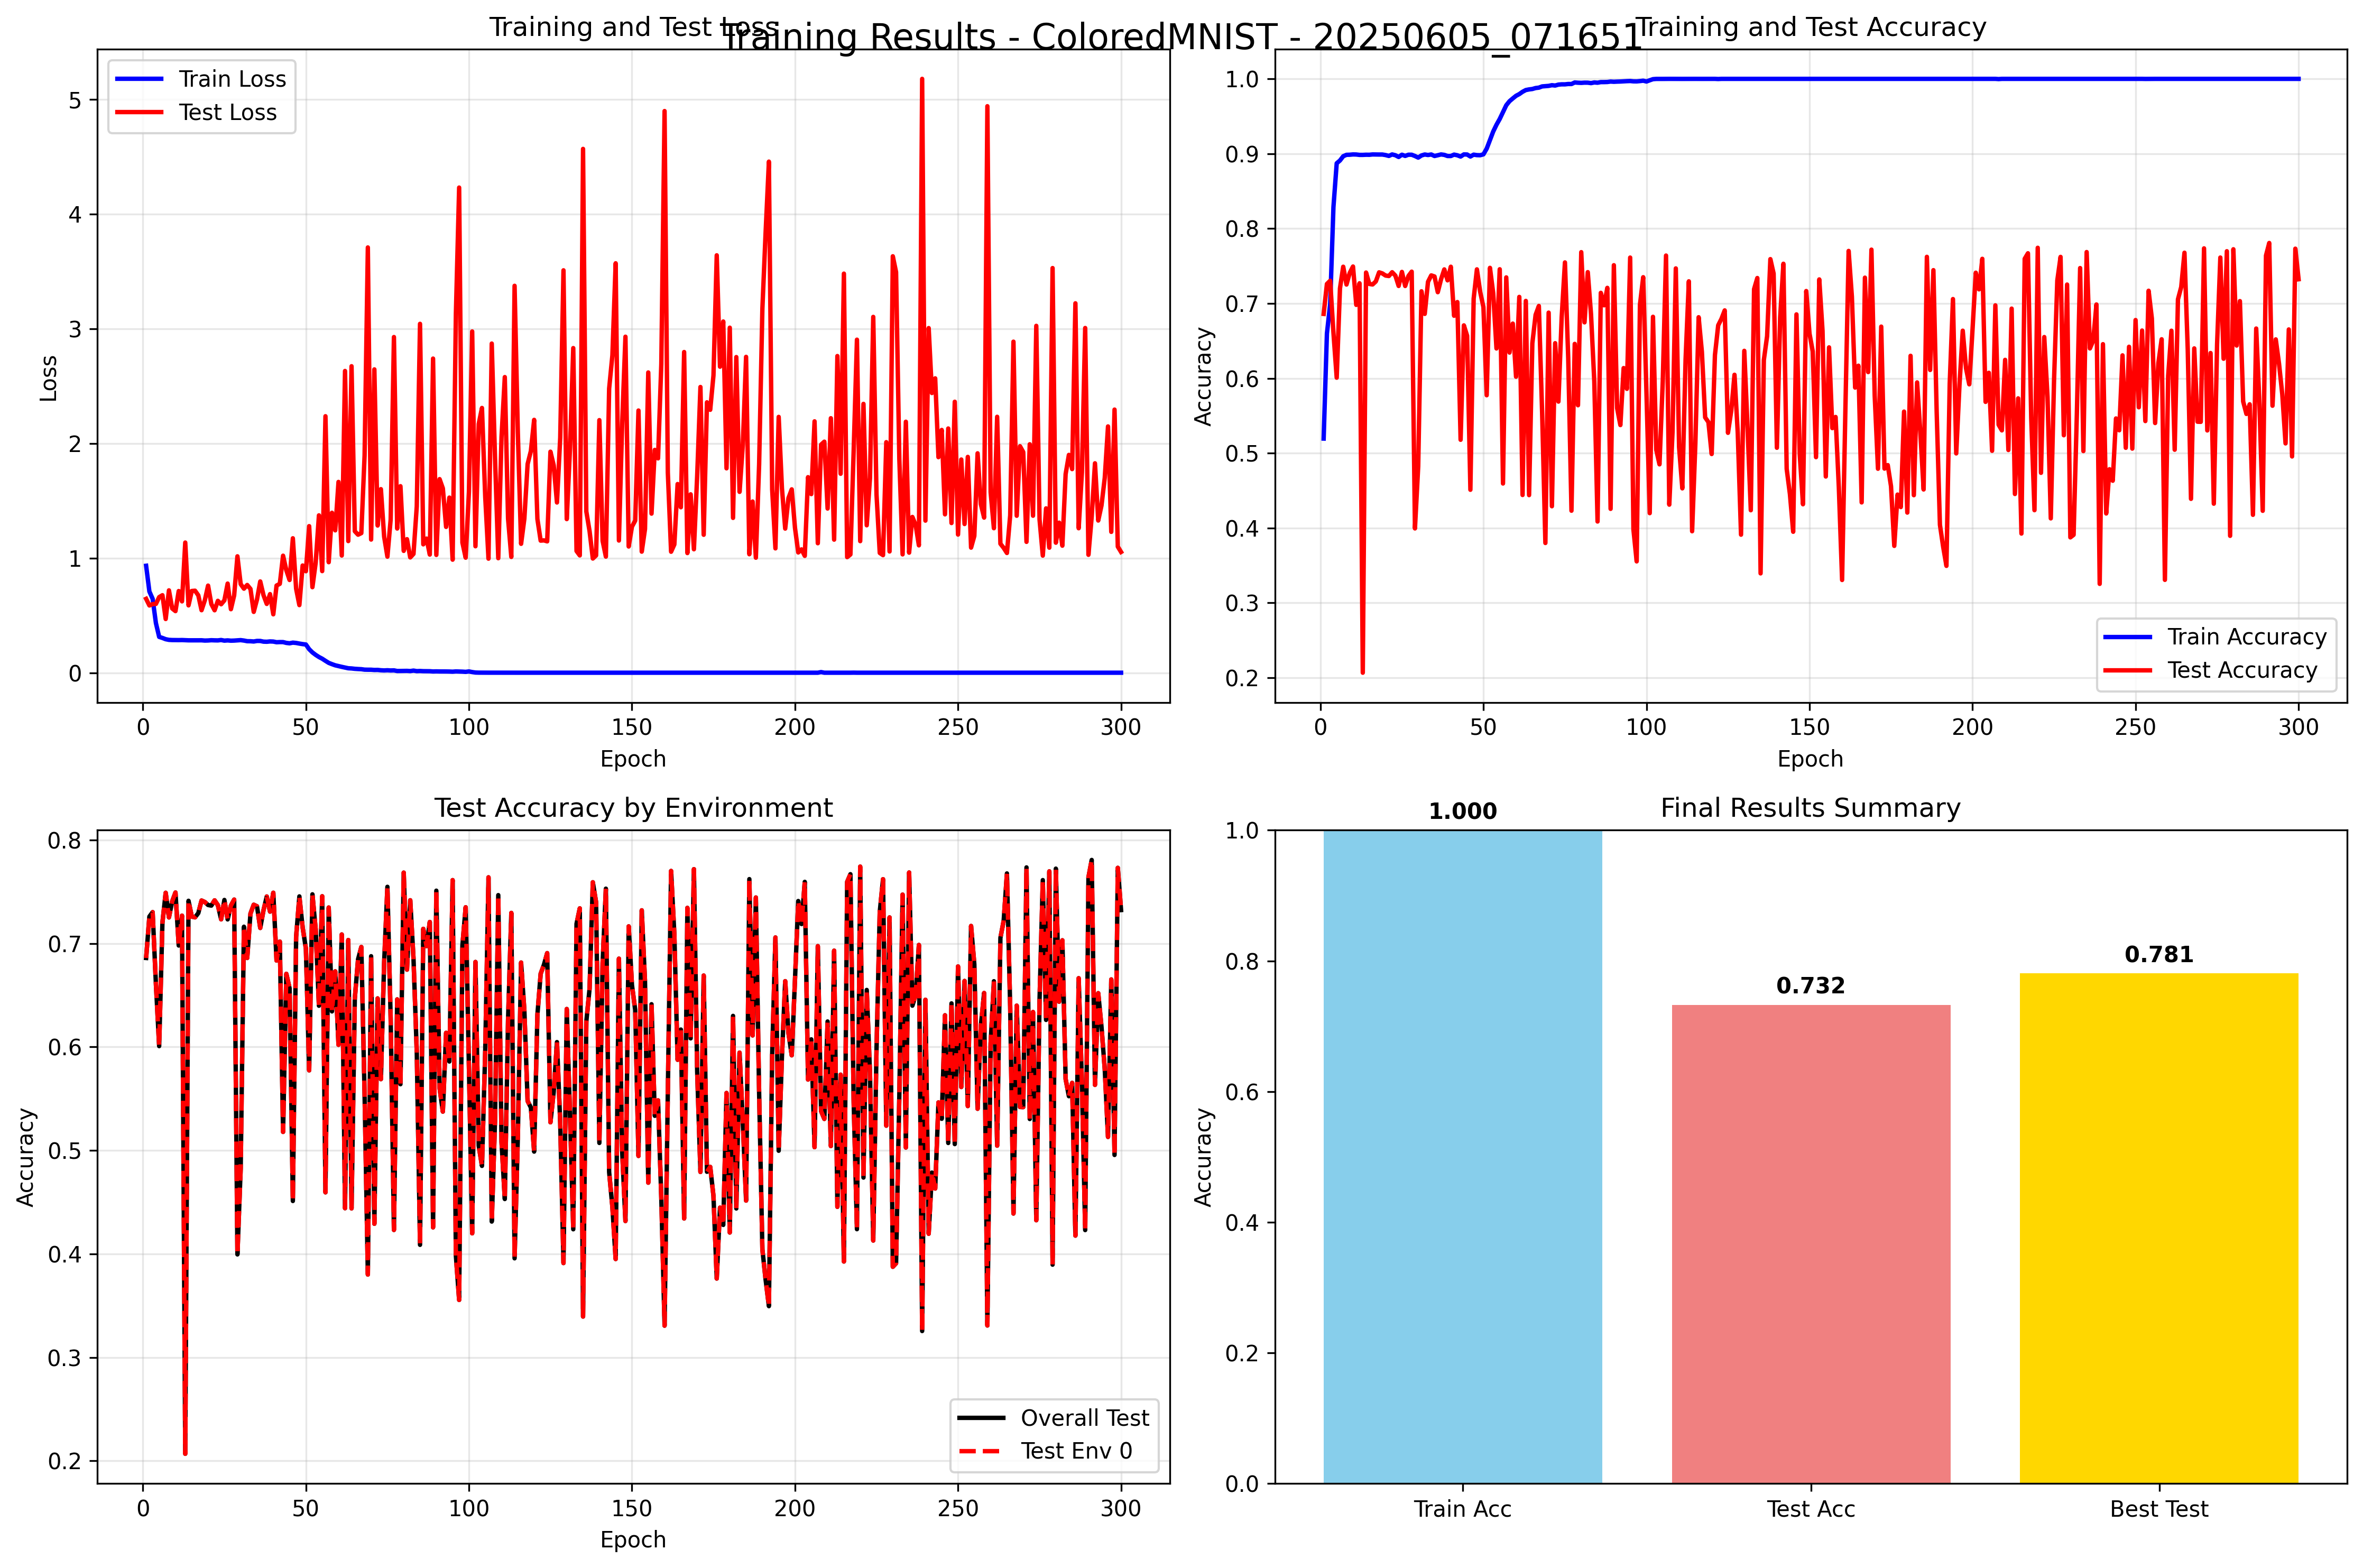 Training Results - ColoredMNIST - 20250605_071651
Training and Test Loss
Train Loss
Test Loss
5
4
3
2
1
0
Loss
0 50 100 150 200 250 300
Epoch
Training and Test Accuracy
1.0
0.9
0.8
0.7
0.6
0.5
0.4
0.3
0.2
Accuracy
Train Accuracy
Test Accuracy
0 50 100 150 200 250 300
Epoch
Test Accuracy by Environment
0.8
0.7
0.6
0.5
0.4
0.3
0.2
Accuracy
Overall Test
Test Env 0
0 50 100 150 200 250 300
Epoch
Final Results Summary
1.000
0.732
0.781
1.0
0.8
0.6
0.4
0.2
0.0
Accuracy
Train Acc Test Acc Best Test